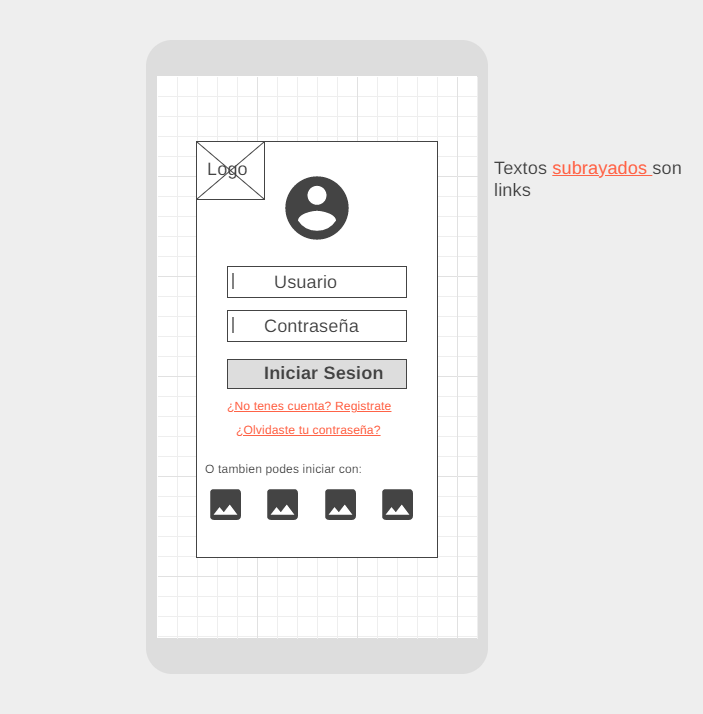 Logo
Textos subrayados son
links
Usuario
Contraseña
Iniciar Sesion
¿No tenes cuenta? Registrate
¿Olvidaste tu contraseña?
O tambien podes iniciar con: